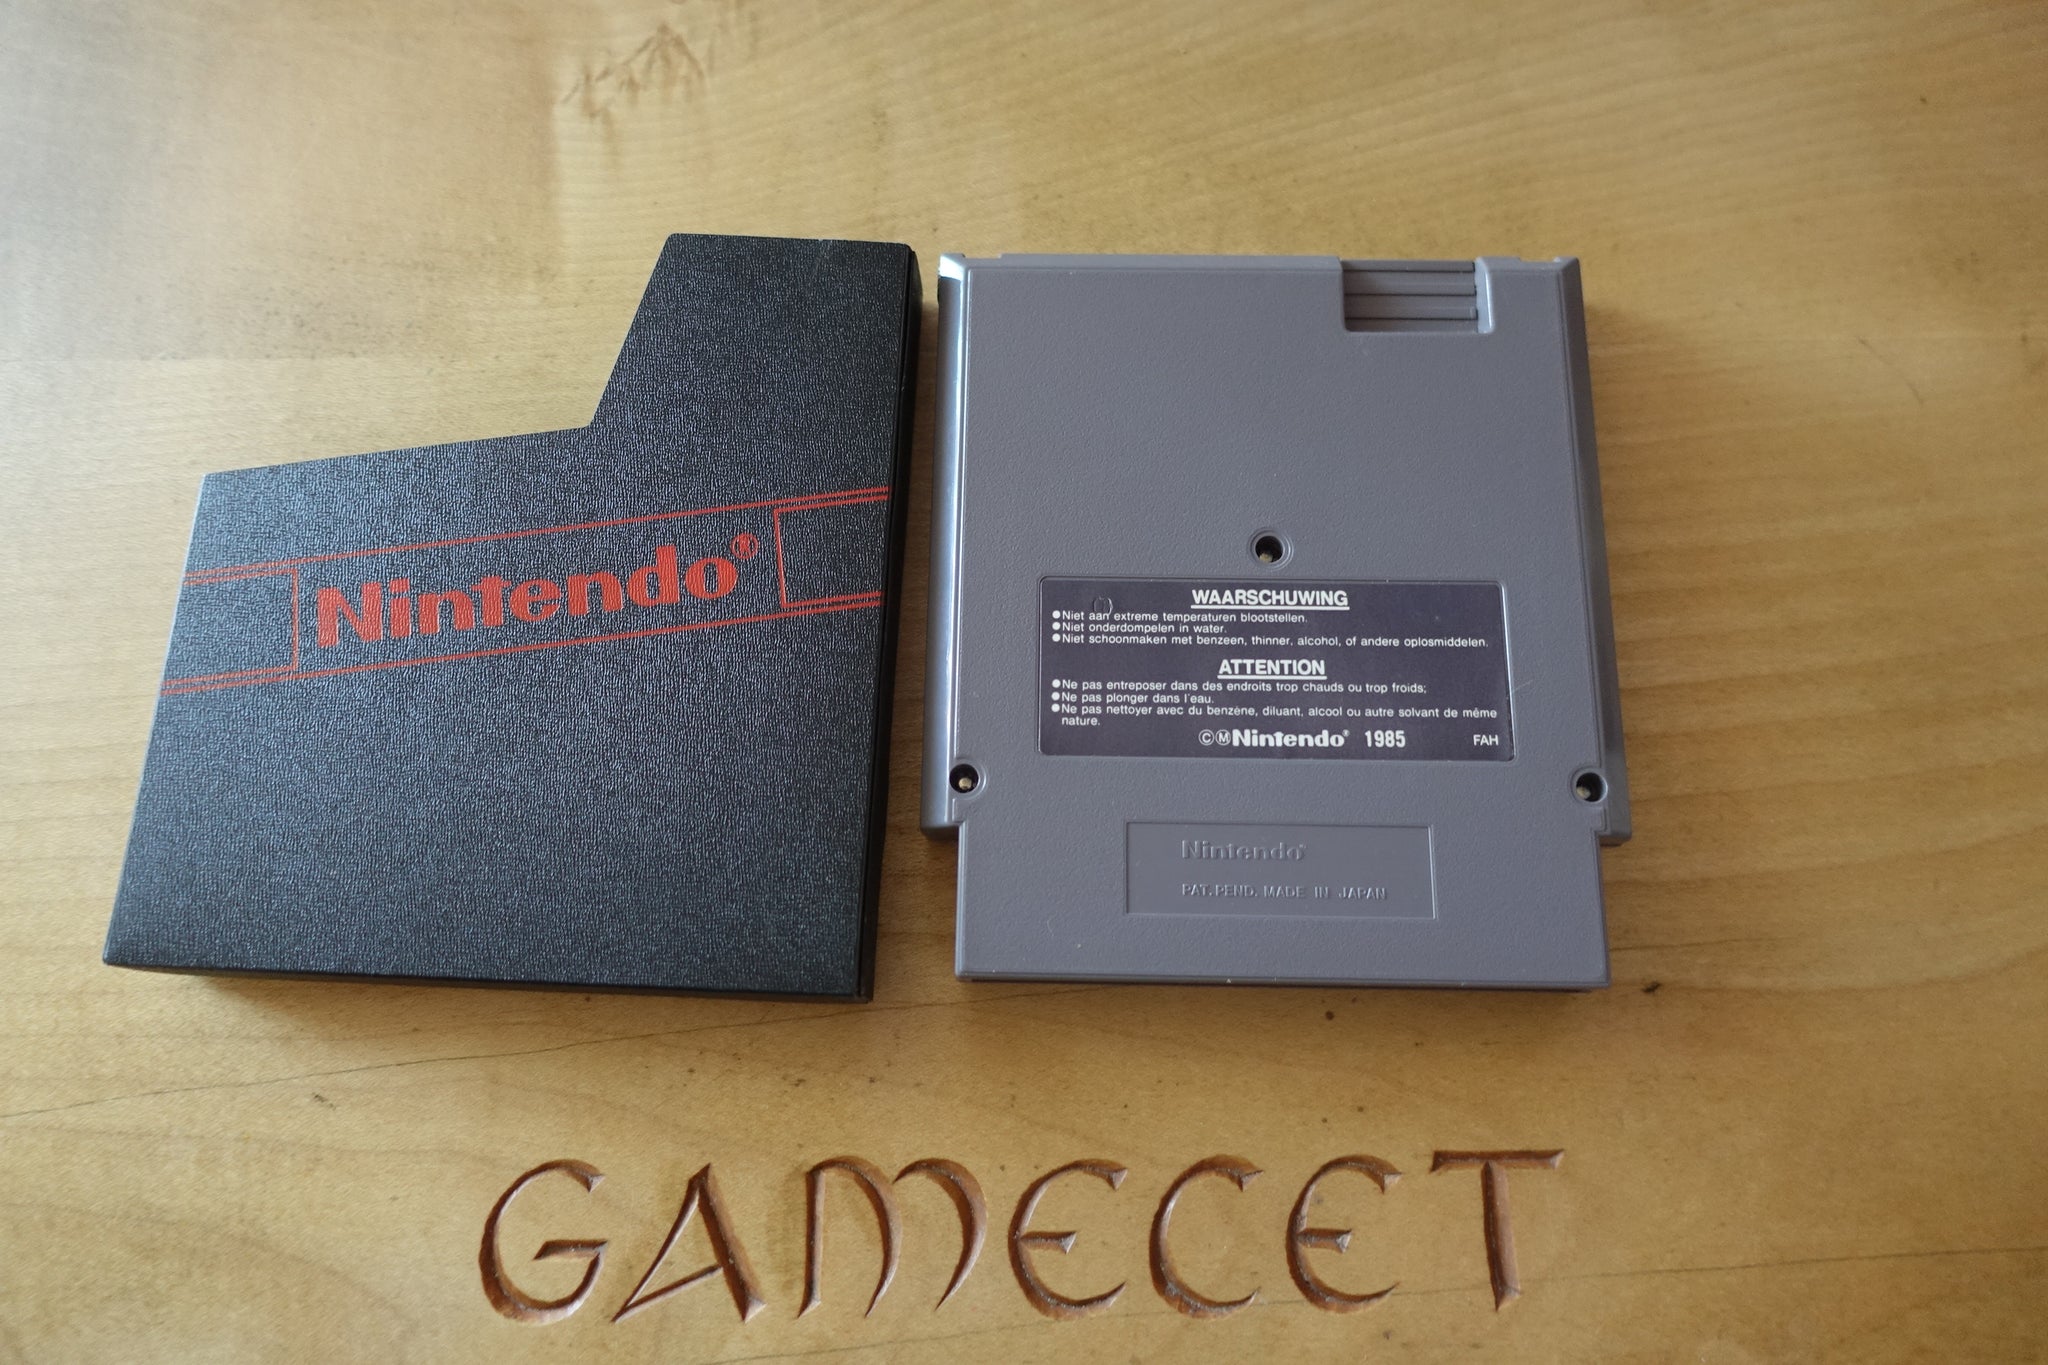 Nintendo®
WAARSCHUWING
●Niet aan extreme temperaturen blootstellen.
●Niet onderdompelen in water.
●Niet schoonmaken met benzeen, thinner, alcohol, of andere oplosmiddelen.
ATTENTION
●Ne pas entreposer dans des endroits trop chauds ou trop froids;
●Ne pas plonger dans l'eau.
●Ne pas nettoyer avec du benzène, diluant, alcool ou autre solvant de même
nature.
©ⓂNintendo® 1985 FAH
Nintendo®
PAT. PEND. MADE IN JAPAN
GAMECET